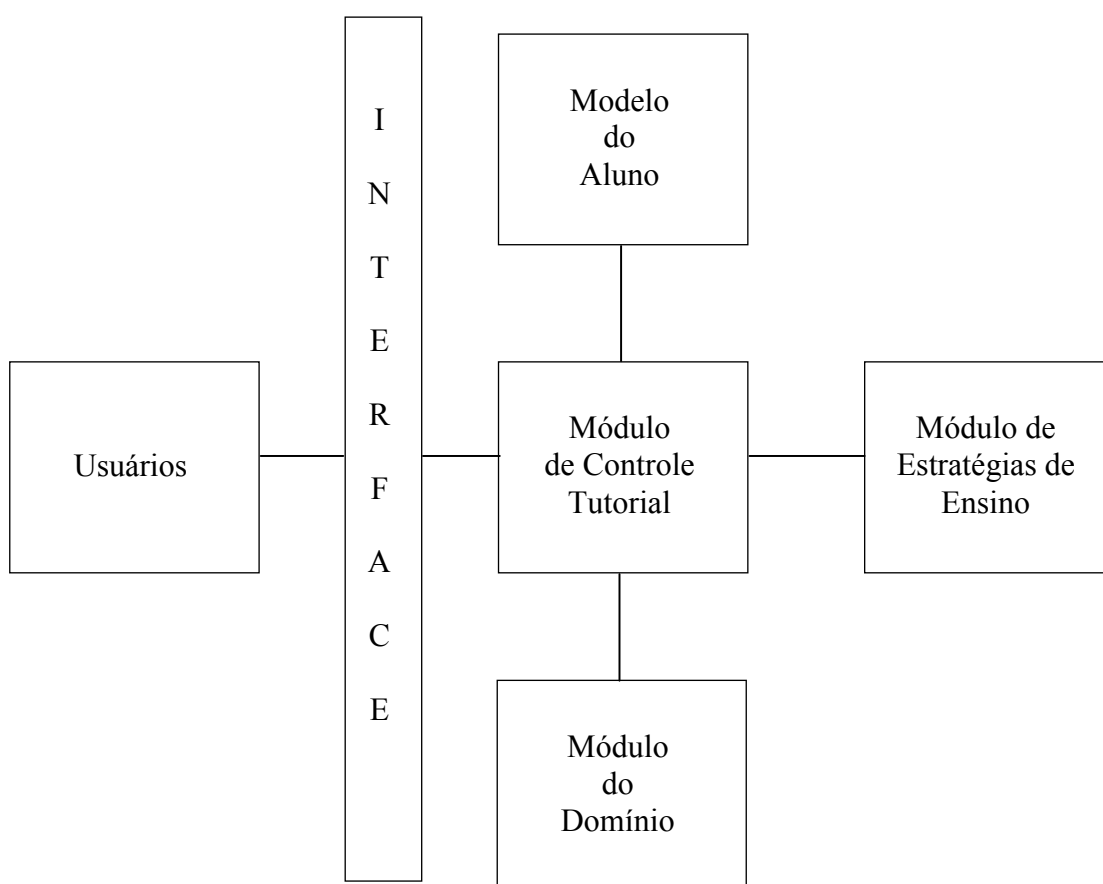 Usuários
I
N
T
E
R
F
A
C
E
Modelo
do
Aluno
Módulo
de Controle
Tutorial
Módulo de
Estratégias de
Ensino
Módulo
do
Domínio